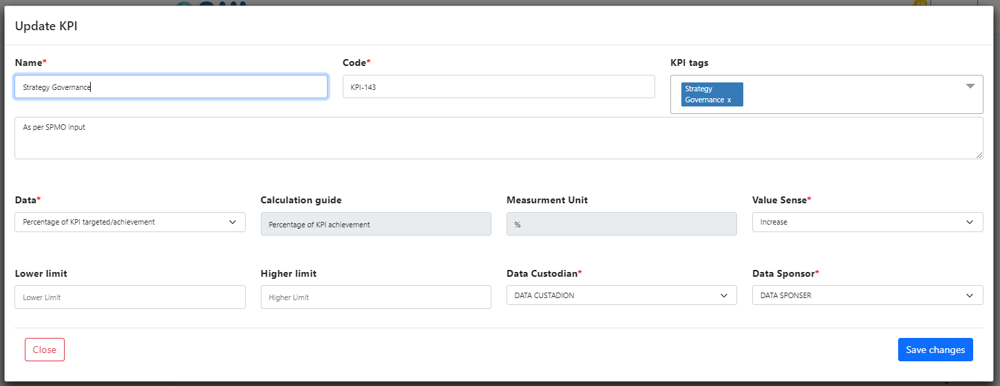 Update KPI
Name*
Code*
KPI tags
Strategy Governance
KPI-143
Strategy
Governance x
As per SPMO input
Data*
Calculation guide
Measurment Unit
Value Sense*
Percentage of KPI targeted/achievement
Percentage of KPI achievement
%
Increase
Lower limit
Higher limit
Data Custodian*
Data Sponsor*
Lower Limit
Higher Limit
DATA CUSTADION
DATA SPONSER
Close
Save changes